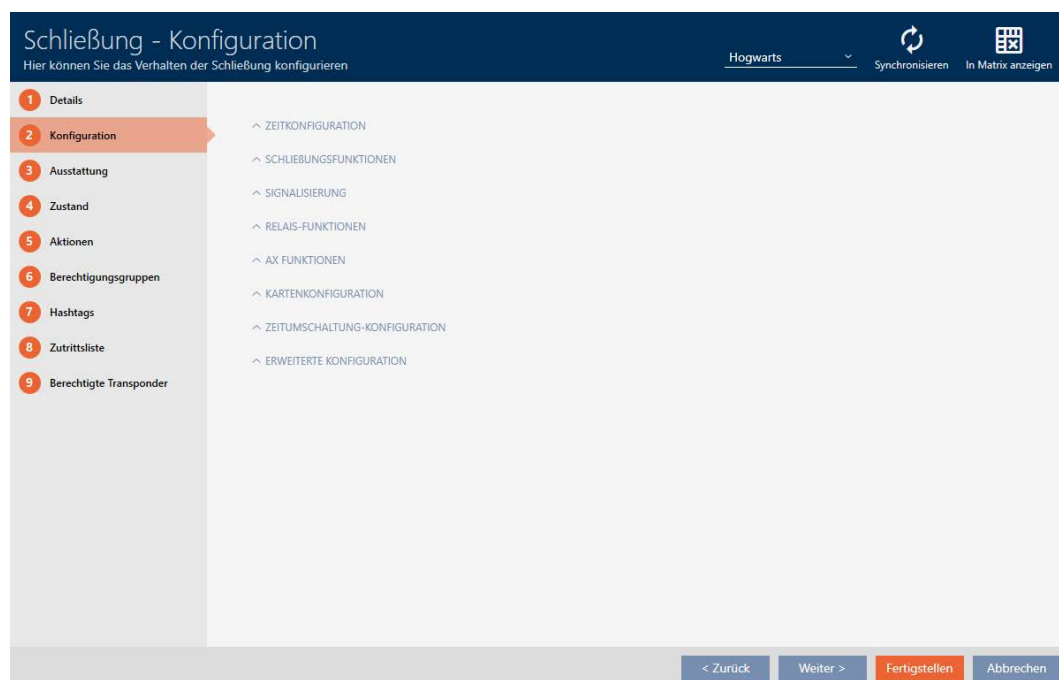 Schließung - Konfiguration
Hier können Sie das Verhalten der Schließung konfigurieren
Hogwarts
Synchronisieren
In Matrix anzeigen
1 Details
2 Konfiguration
3 Ausstattung
4 Zustand
5 Aktionen
6 Berechtigungsgruppen
7 Hashtags
8 Zutrittsliste
9 Berechtigte Transponder
ZEITKONFIGURATION
SCHLIEßUNGSFUNKTIONEN
SIGNALISIERUNG
RELAIS-FUNKTIONEN
AX FUNKTIONEN
KARTENKONFIGURATION
ZEITUMSCHALTUNG-KONFIGURATION
ERWEITERTE KONFIGURATION
< Zurück
Weiter >
Fertigstellen
Abbrechen